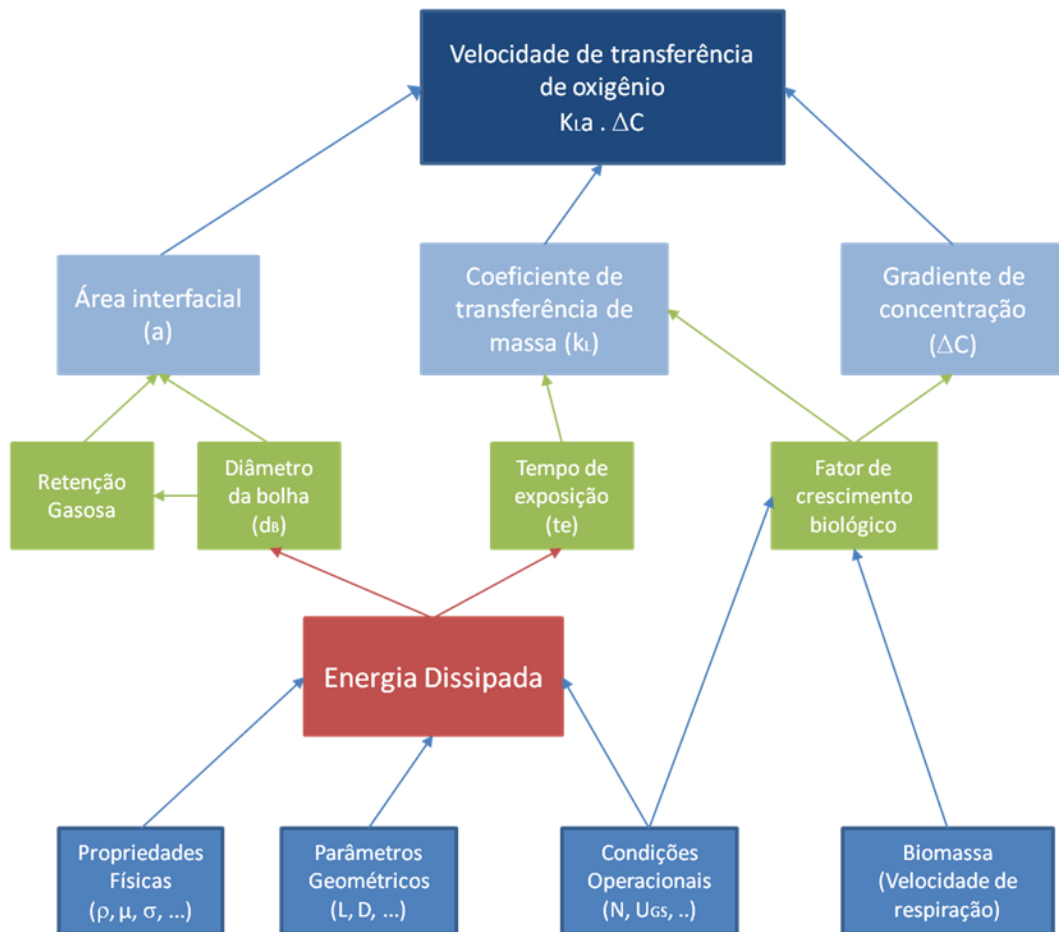 Velocidade de transferência
de oxigênio
KLa . ΔC
Área interfacial
(a)
Coeficiente de
transferência de
massa (kL)
Gradiente de
concentração
(ΔC)
Retenção
Gasosa
Diâmetro
da bolha
(dB)
Tempo de
exposição
(te)
Fator de
crescimento
biológico
Energia Dissipada
Propriedades
Físicas
(ρ, μ, σ, ...)
Parâmetros
Geométricos
(L, D, ...)
Condições
Operacionais
(N, UGS, ..)
Biomassa
(Velocidade de
respiração)